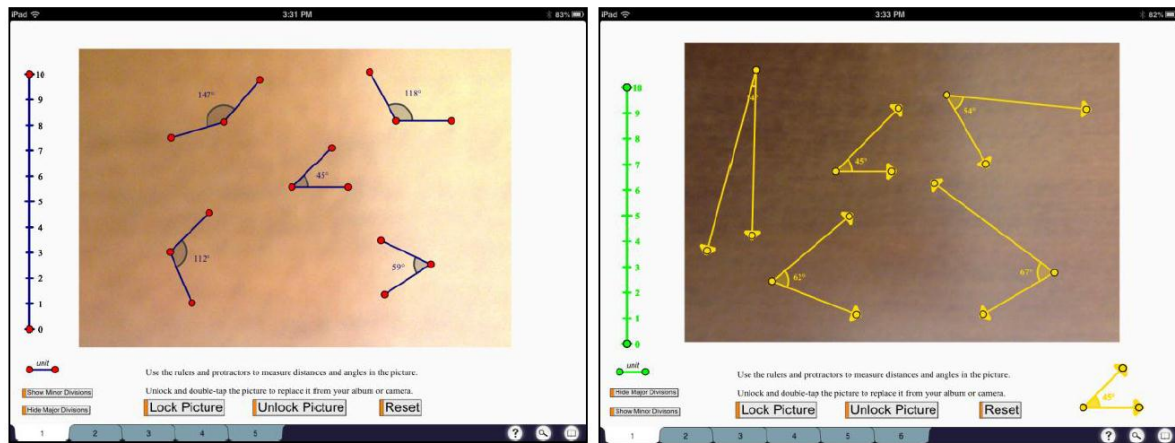 iPad 3:31 PM 83%
10
9
8
7
6
5
4
3
2
1
0
147°
118°
45°
112°
59°
unit
Use the rulers and protractors to measure distances and angles in the picture.
Show Minor Divisions
Unlock and double-tap the picture to replace it from your album or camera.
Hide Major Divisions
Lock Picture Unlock Picture Reset
1 2 3 4 5 ?
iPad 3:33 PM 82%
10
9
8
7
6
5
4
3
2
1
0
54°
45°
62°
67°
unit
Use the rulers and protractors to measure distances and angles in the picture.
Hide Major Divisions
Unlock and double-tap the picture to replace it from your album or camera.
45°
Show Minor Divisions
Lock Picture Unlock Picture Reset
1 2 3 4 5 6 ?